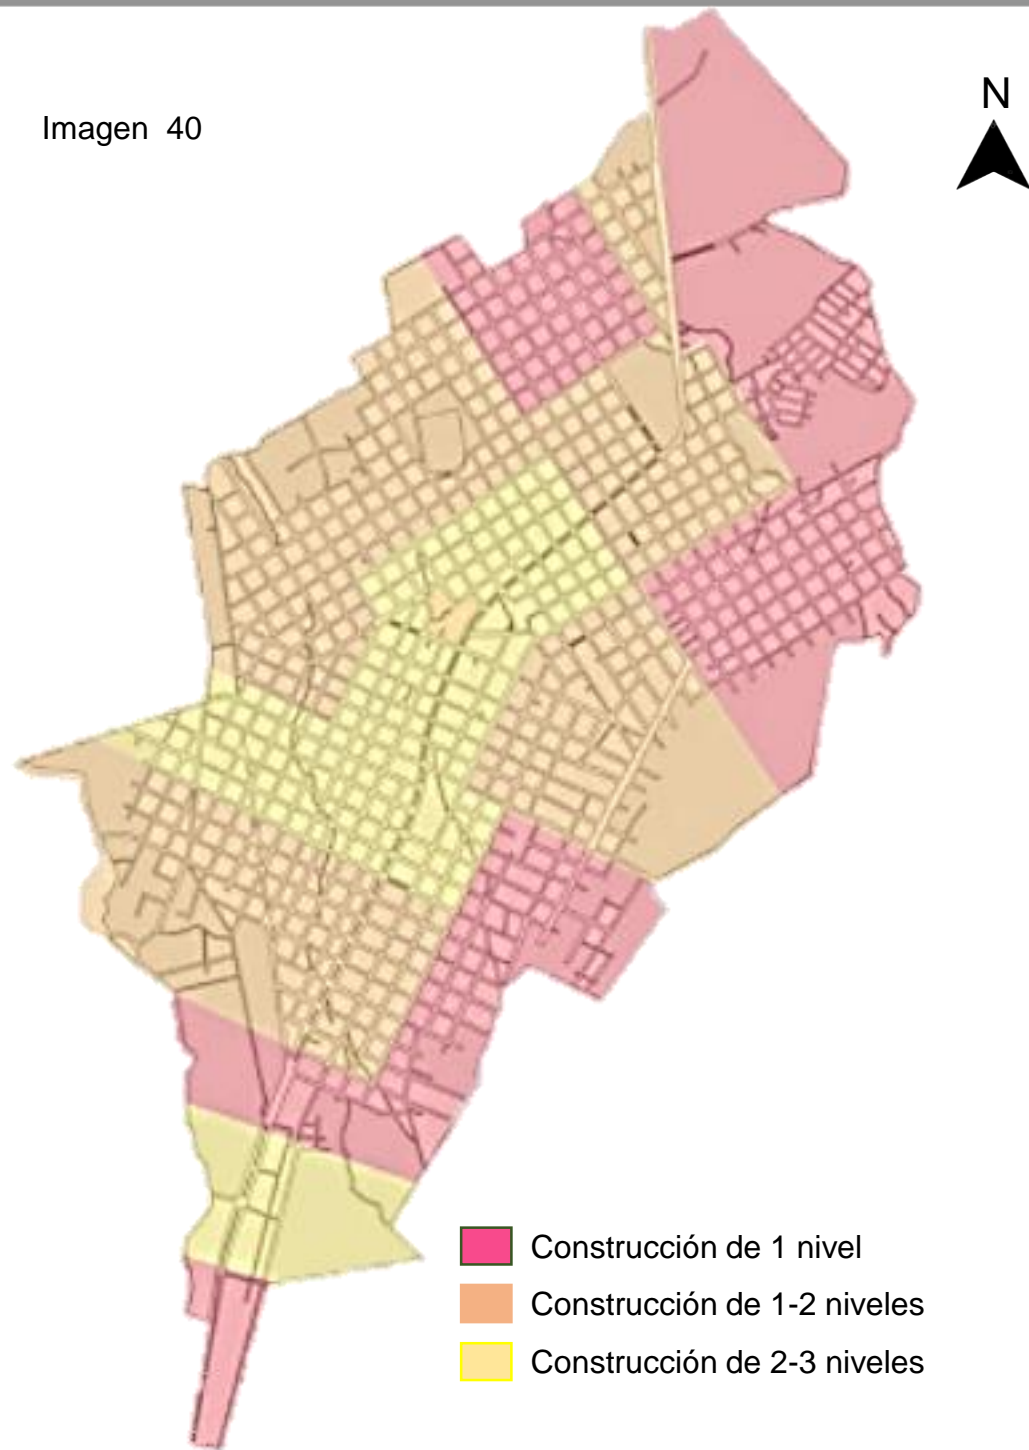 Imagen 40
N
Construcción de 1 nivel
Construcción de 1-2 niveles
Construcción de 2-3 niveles